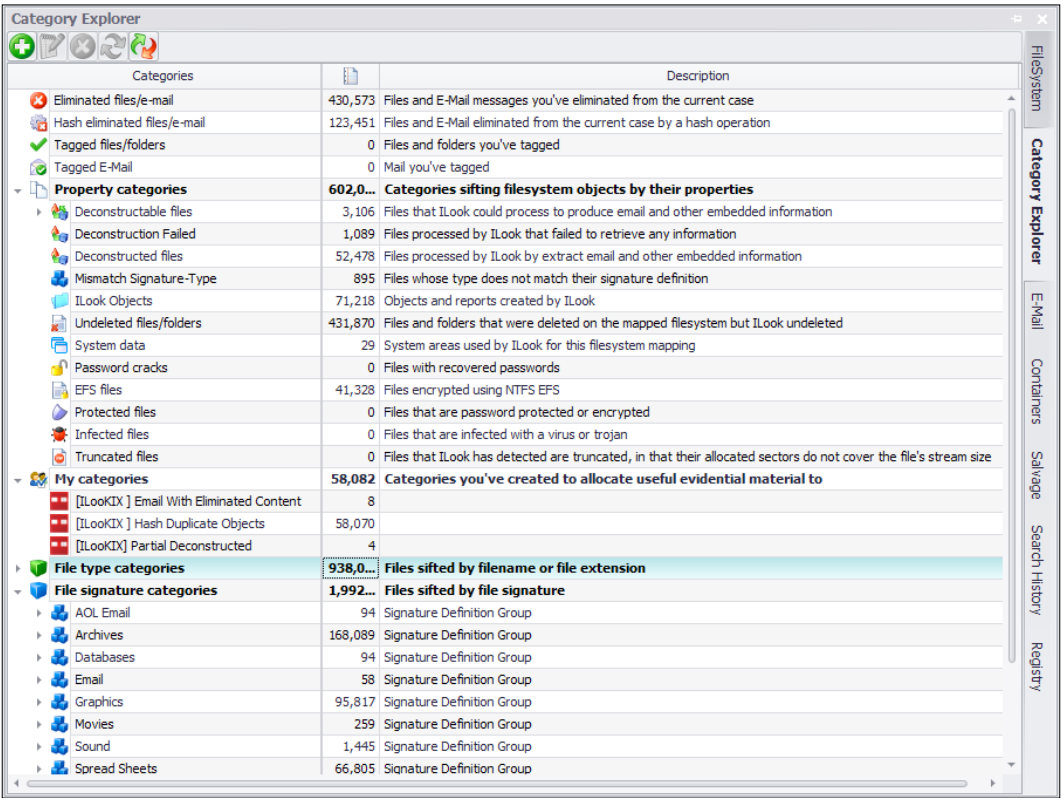 Category Explorer
Categories Description
Eliminated files/e-mail 430,573 Files and E-Mail messages you've eliminated from the current case
Hash eliminated files/e-mail 123,451 Files and E-Mail eliminated from the current case by a hash operation
Tagged files/folders 0 Files and folders you've tagged
Tagged E-Mail 0 Mail you've tagged
Property categories 602,0... Categories sifting filesystem objects by their properties
Deconstructable files 3,106 Files that ILook could process to produce email and other embedded information
Deconstruction Failed 1,089 Files processed by ILook that failed to retrieve any information
Deconstructed files 52,478 Files processed by ILook by extract email and other embedded information
Mismatch Signature-Type 895 Files whose type does not match their signature definition
ILook Objects 71,218 Objects and reports created by ILook
Undeleted files/folders 431,870 Files and folders that were deleted on the mapped filesystem but ILook undeleted
System data 29 System areas used by ILook for this filesystem mapping
Password cracks 0 Files with recovered passwords
EFS files 41,328 Files encrypted using NTFS EFS
Protected files 0 Files that are password protected or encrypted
Infected files 0 Files that are infected with a virus or trojan
Truncated files 0 Files that ILook has detected are truncated, in that their allocated sectors do not cover the file's stream size
My categories 58,082 Categories you've created to allocate useful evidential material to
[ILooKIX ] Email With Eliminated Content 8
[ILooKIX ] Hash Duplicate Objects 58,070
[ILooKIX] Partial Deconstructed 4
File type categories 938,0... Files sifted by filename or file extension
File signature categories 1,992... Files sifted by file signature
AOL Email 94 Signature Definition Group
Archives 168,089 Signature Definition Group
Databases 94 Signature Definition Group
Email 58 Signature Definition Group
Graphics 95,817 Signature Definition Group
Movies 259 Signature Definition Group
Sound 1,445 Signature Definition Group
Spread Sheets 66,805 Signature Definition Group
FileSystem
Category Explorer
E-Mail
Containers
Salvage
Search History
Registry